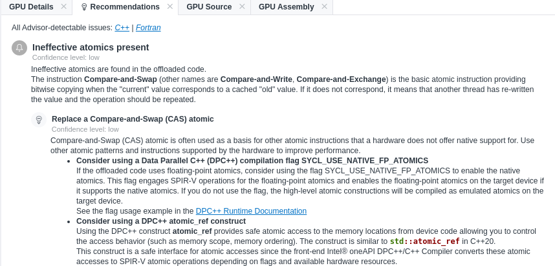 GPU Details
Recommendations
GPU Source
GPU Assembly
All Advisor-detectable issues: C++ | Fortran
Ineffective atomics present
Confidence level: low
Ineffective atomics are found in the offloaded code.
The instruction Compare-and-Swap (other names are Compare-and-Write, Compare-and-Exchange) is the basic atomic instruction providing
bitwise copying when the "current" value corresponds to a cached "old" value. If it does not correspond, it means that another thread has re-written
the value and the operation should be repeated.
Replace a Compare-and-Swap (CAS) atomic
Confidence level: low
Compare-and-Swap (CAS) atomic is often used as a basis for other atomic instructions that a hardware does not offer native support for. Use
other atomic patterns and instructions supported by the hardware to improve performance.
• Consider using a Data Parallel C++ (DPC++) compilation flag SYCL_USE_NATIVE_FP_ATOMICS
If the offloaded code uses floating-point atomics, consider using the flag SYCL_USE_NATIVE_FP_ATOMICS to enable the native
atomics. This flag engages SPIR-V operations for the floating-point atomics and enables the floating-point atomics on the target device if
it supports the native atomics. If you do not use the flag, the high-level atomic constructions will be compiled as emulated atomics on the
target device.
See the flag usage example in the DPC++ Runtime Documentation
• Consider using a DPC++ atomic_ref construct
Using the DPC++ construct atomic_ref provides safe atomic access to the memory locations from device code allowing you to control
the access behavior (such as memory scope, memory ordering). The construct is similar to std::atomic_ref in C++20.
This construct is a safe interface for atomic accesses since the front-end Intel® oneAPI DPC++/C++ Compiler converts these atomic
accesses to SPIR-V atomic operations depending on flags and available hardware resources.